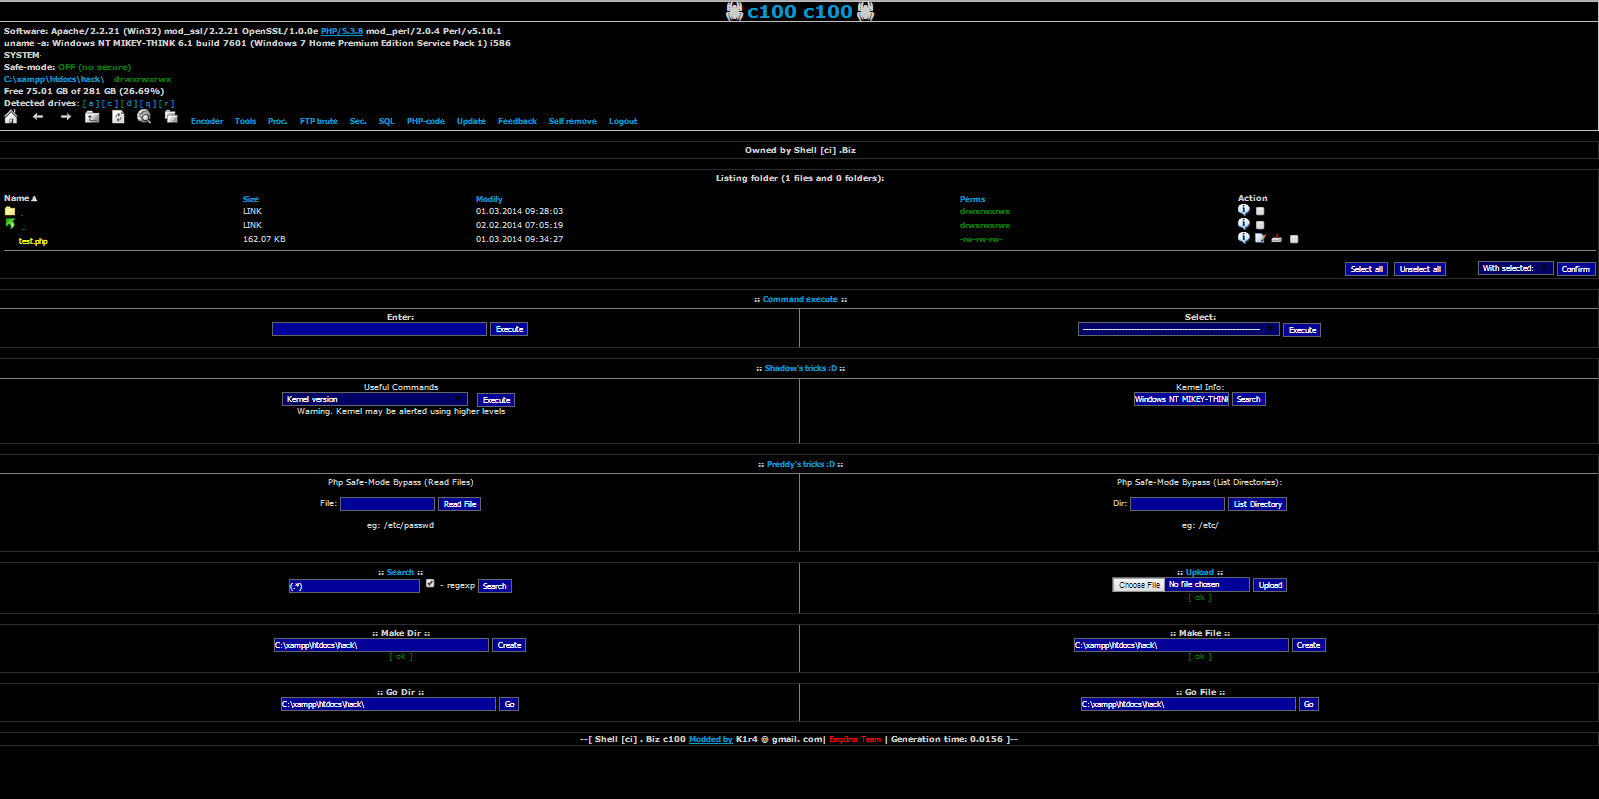 c100 c100
Software: Apache/2.2.21 (Win32) mod_ssl/2.2.21 OpenSSL/1.0.0e PHP/5.3.8 mod_perl/2.0.4 Perl/v5.10.1
uname -a: Windows NT MIKEY-THINK 6.1 build 7601 (Windows 7 Home Premium Edition Service Pack 1) i586
SYSTEM
Safe-mode: OFF (no secure)
C:\xampp\htdocs\hack\ drwxrwxrwx
Free 75.01 GB of 281 GB (26.69%)
Detected drives: [ a ] [ c ] [ d ] [ q ] [ r ]
Encoder Tools Proc. FTP brute Sec. SQL PHP-code Update Feedback Self remove Logout
Owned by Shell [ci] .Biz
Listing folder (1 files and 0 folders):
Name Size Modify Perms Action
. LINK 01.03.2014 09:28:03 drwxrwxrwx
.. LINK 02.02.2014 07:05:19 drwxrwxrwx
test.php 162.07 KB 01.03.2014 09:34:27 -rw-rw-rw-
Select all Unselect all With selected: Confirm
:: Command execute ::
Enter: Select:
Execute ---------------------------------------------------------- Execute
:: Shadow's tricks :D ::
Useful Commands Kernel Info:
Kernel version Execute Windows NT MIKEY-THIN Search
Warning. Kernel may be alerted using higher levels
:: Preddy's tricks :D ::
Php Safe-Mode Bypass (Read Files) Php Safe-Mode Bypass (List Directories):
File: Read File Dir: List Directory
eg: /etc/passwd eg: /etc/
:: Search :: :: Upload ::
(.*) - regexp Search Choose File No file chosen Upload
[ ok ]
:: Make Dir :: :: Make File ::
C:\xampp\htdocs\hack\ Create C:\xampp\htdocs\hack\ Create
[ ok ] [ ok ]
:: Go Dir :: :: Go File ::
C:\xampp\htdocs\hack\ Go C:\xampp\htdocs\hack\ Go
--[ Shell [ci] . Biz c100 Modded by K1r4 @ gmail. com| Emp3ror Team | Generation time: 0.0156 ]--